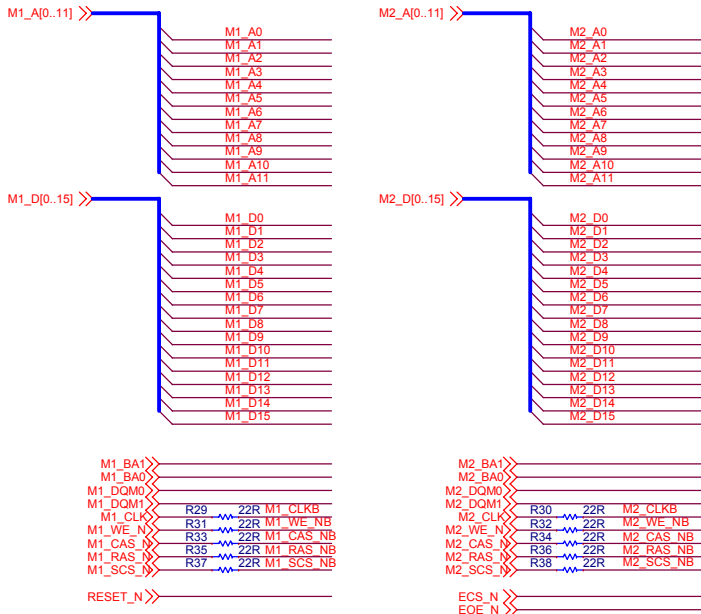 M1_A[0..11]
M1_A0
M1_A1
M1_A2
M1_A3
M1_A4
M1_A5
M1_A6
M1_A7
M1_A8
M1_A9
M1_A10
M1_A11
M1_D[0..15]
M1_D0
M1_D1
M1_D2
M1_D3
M1_D4
M1_D5
M1_D6
M1_D7
M1_D8
M1_D9
M1_D10
M1_D11
M1_D12
M1_D13
M1_D14
M1_D15
M1_BA1
M1_BA0
M1_DQM0
M1_DQM1
M1_CLK R29 22R M1_CLKB
M1_WE_N R31 22R M1_WE_NB
M1_CAS_N R33 22R M1_CAS_NB
M1_RAS_N R35 22R M1_RAS_NB
M1_SCS_N R37 22R M1_SCS_NB
RESET_N
M2_A[0..11]
M2_A0
M2_A1
M2_A2
M2_A3
M2_A4
M2_A5
M2_A6
M2_A7
M2_A8
M2_A9
M2_A10
M2_A11
M2_D[0..15]
M2_D0
M2_D1
M2_D2
M2_D3
M2_D4
M2_D5
M2_D6
M2_D7
M2_D8
M2_D9
M2_D10
M2_D11
M2_D12
M2_D13
M2_D14
M2_D15
M2_BA1
M2_BA0
M2_DQM0
M2_DQM1
M2_CLK R30 22R M2_CLKB
M2_WE_N R32 22R M2_WE_NB
M2_CAS_N R34 22R M2_CAS_NB
M2_RAS_N R36 22R M2_RAS_NB
M2_SCS_N R38 22R M2_SCS_NB
ECS_N
EOE_N